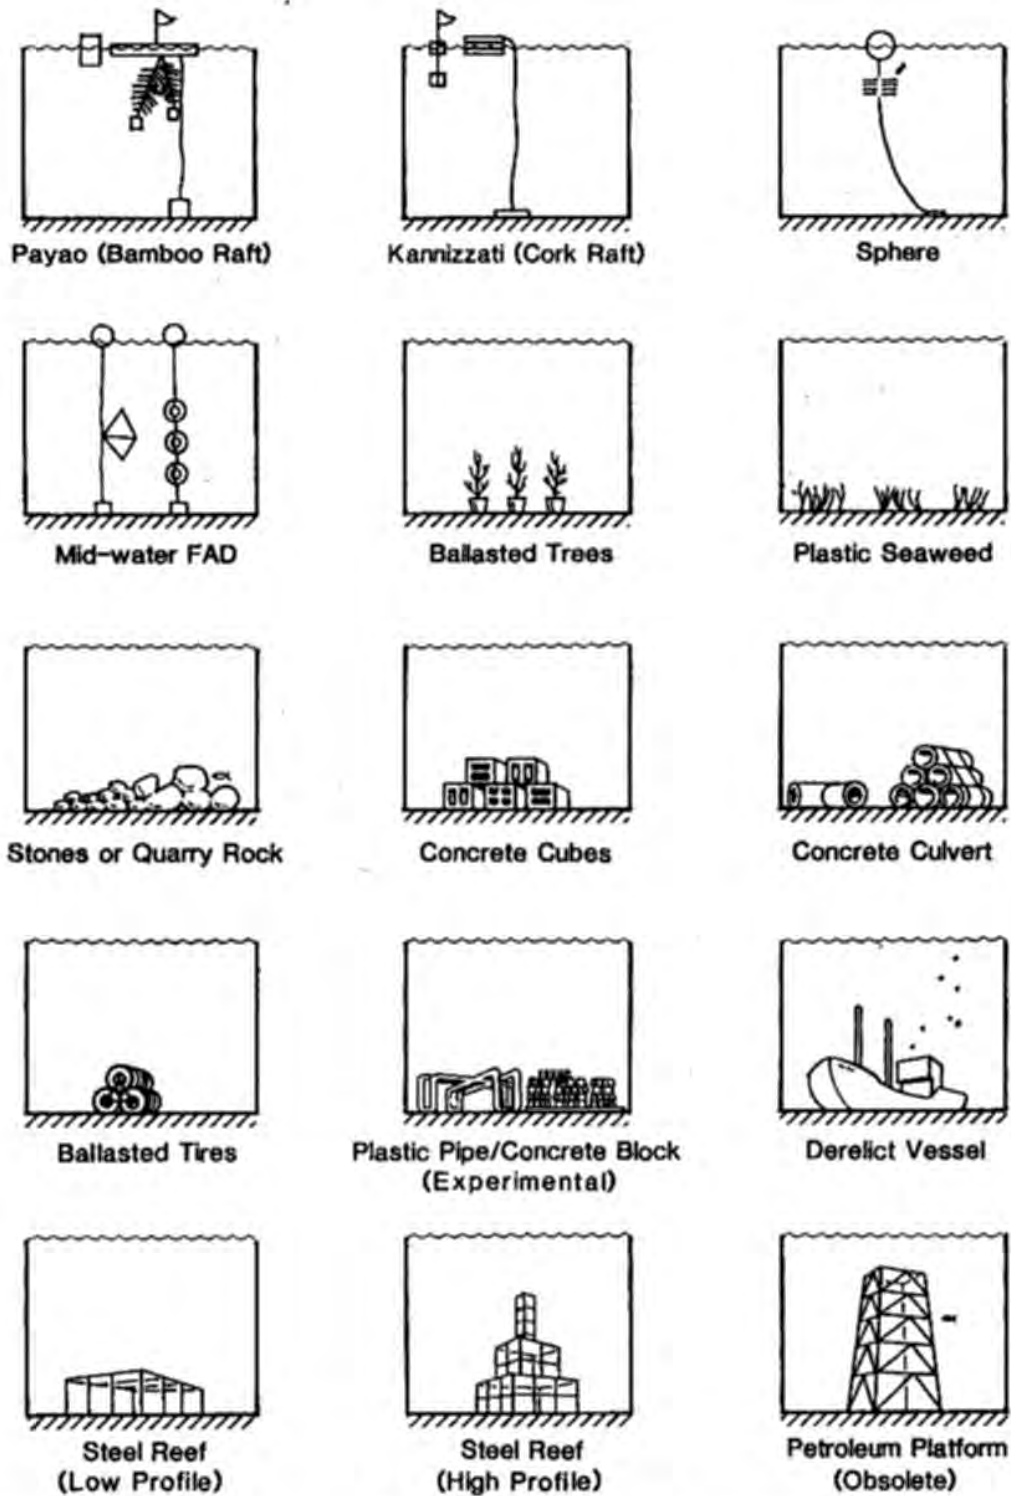 Payao (Bamboo Raft)
Kannizzati (Cork Raft)
Sphere
Mid-water FAD
Ballasted Trees
Plastic Seaweed
Stones or Quarry Rock
Concrete Cubes
Concrete Culvert
Ballasted Tires
Plastic Pipe/Concrete Block
(Experimental)
Derelict Vessel
Steel Reef
(Low Profile)
Steel Reef
(High Profile)
Petroleum Platform
(Obsolete)